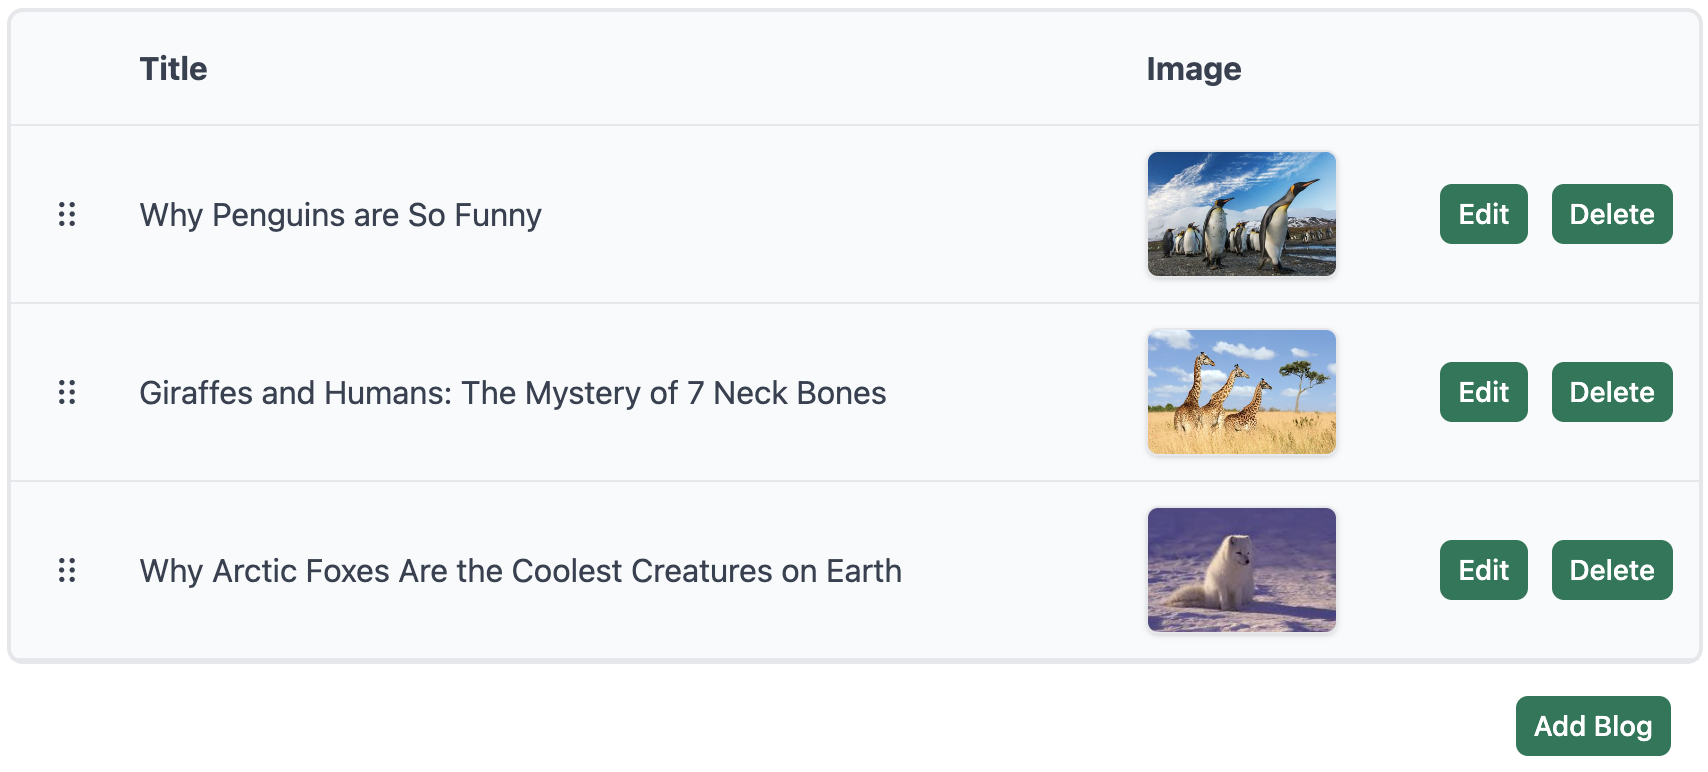 Title Image
Why Penguins are So Funny Edit Delete
Giraffes and Humans: The Mystery of 7 Neck Bones Edit Delete
Why Arctic Foxes Are the Coolest Creatures on Earth Edit Delete
Add Blog